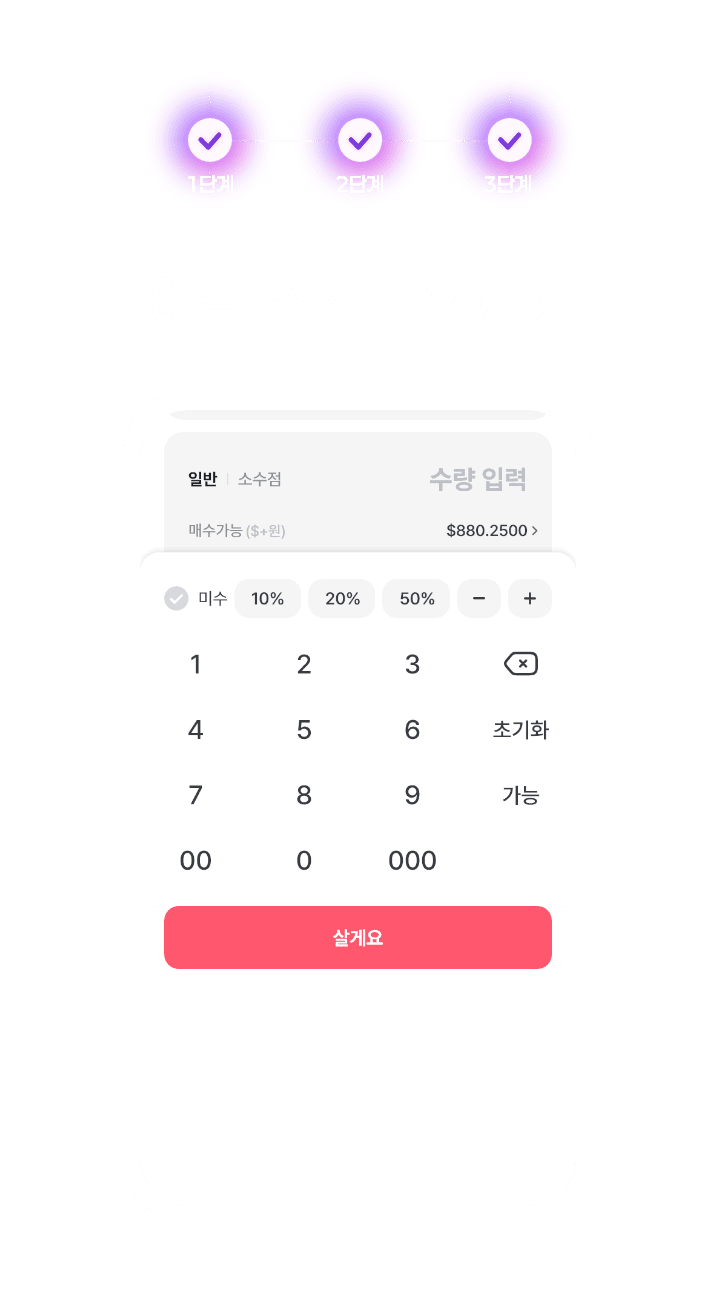 1단계 2단계 3단계
일반 소수점 수량 입력
매수가능 ($+원) $880.2500
미수 10% 20% 50% − +
1 2 3
4 5 6 초기화
7 8 9 가능
00 0 000
살게요